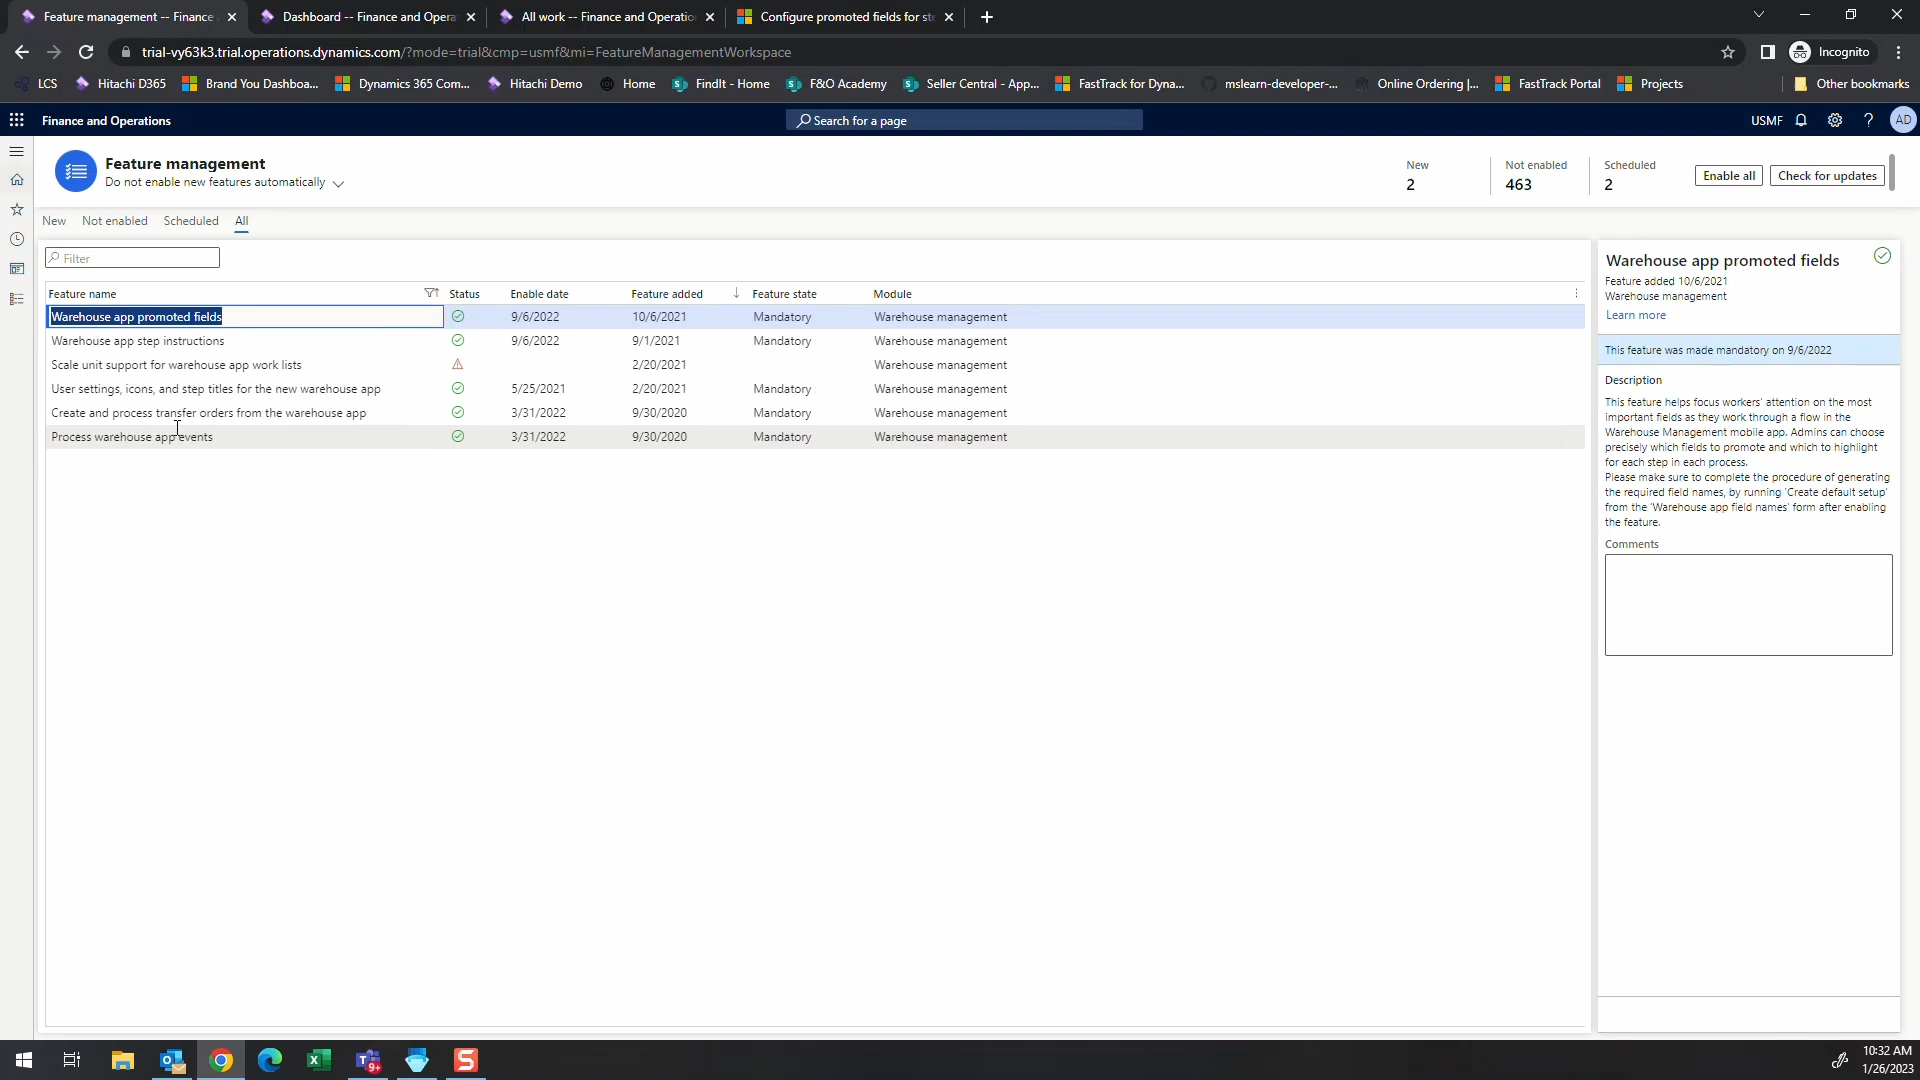 Feature management -- Finance
Dashboard -- Finance and Opera
All work -- Finance and Operatio
Configure promoted fields for st
trial-vy63k3.trial.operations.dynamics.com/?mode=trial&cmp=usmf&mi=FeatureManagementWorkspace
Incognito
LCS
Hitachi D365
Brand You Dashboa...
Dynamics 365 Com...
Hitachi Demo
Home
FindIt - Home
F&O Academy
Seller Central - App...
FastTrack for Dyna...
mslearn-developer-...
Online Ordering |...
FastTrack Portal
Projects
Other bookmarks
Finance and Operations
Search for a page
USMF
?
AD
Feature management
Do not enable new features automatically
New
2
Not enabled
463
Scheduled
2
Enable all
Check for updates
New Not enabled Scheduled All
Filter
Feature name Status Enable date Feature added Feature state Module
Warehouse app promoted fields 9/6/2022 10/6/2021 Mandatory Warehouse management
Warehouse app step instructions 9/6/2022 9/1/2021 Mandatory Warehouse management
Scale unit support for warehouse app work lists 2/20/2021 Warehouse management
User settings, icons, and step titles for the new warehouse app 5/25/2021 2/20/2021 Mandatory Warehouse management
Create and process transfer orders from the warehouse app 3/31/2022 9/30/2020 Mandatory Warehouse management
Process warehouse app events 3/31/2022 9/30/2020 Mandatory Warehouse management
Warehouse app promoted fields
Feature added 10/6/2021
Warehouse management
Learn more
This feature was made mandatory on 9/6/2022
Description
This feature helps focus workers' attention on the most
important fields as they work through a flow in the
Warehouse Management mobile app. Admins can choose
precisely which fields to promote and which to highlight
for each step in each process.
Please make sure to complete the procedure of generating
the required field names, by running 'Create default setup'
from the 'Warehouse app field names' form after enabling
the feature.
Comments
9+
10:32 AM
1/26/2023